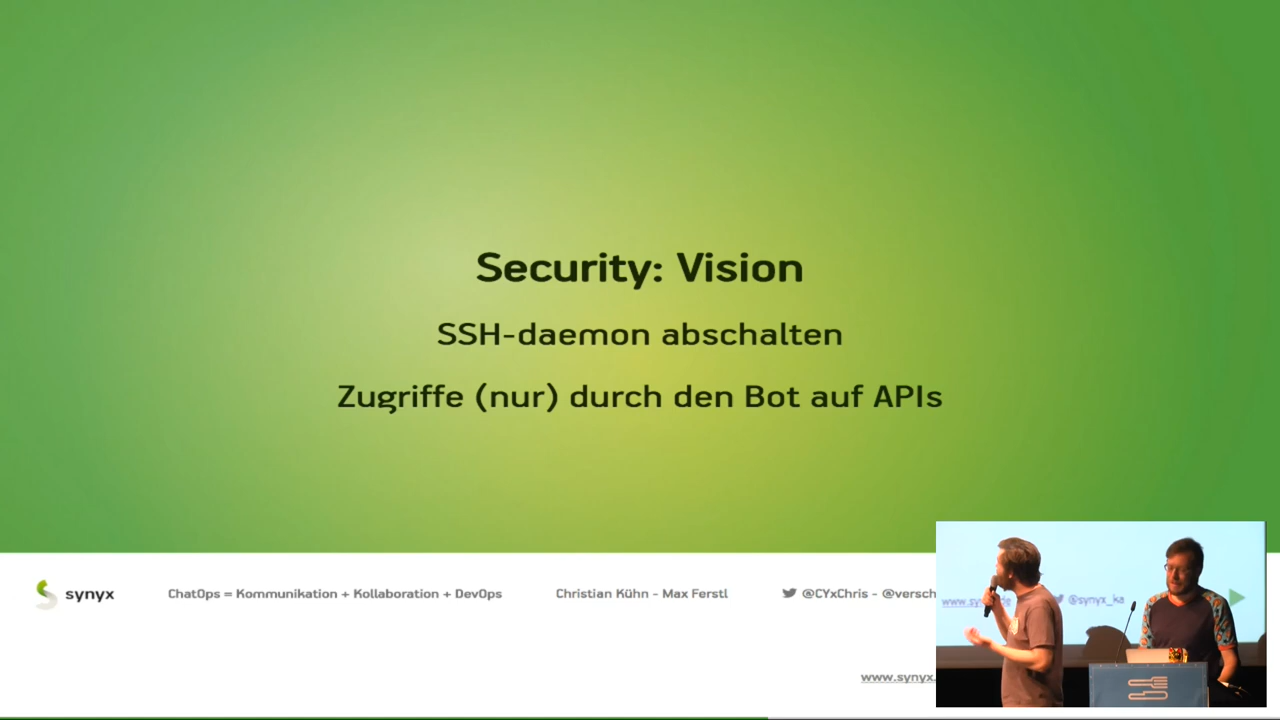 Security: Vision
SSH-daemon abschalten
Zugriffe (nur) durch den Bot auf APIs
synyx
ChatOps = Kommunikation + Kollaboration + DevOps
Christian Kühn - Max Ferstl
@CYxChris - @versch
www.synyx.
@synyx_ka